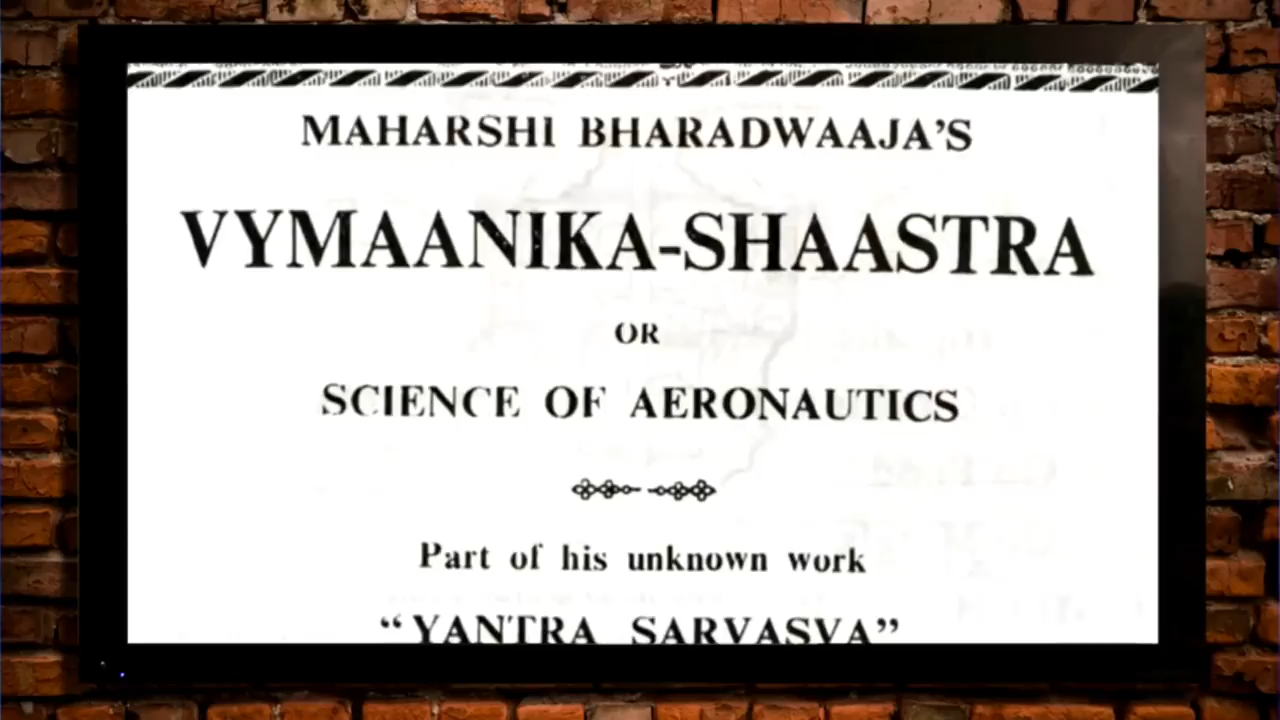 MAHARSHI BHARADWAAJA'S
VYMAANIKA-SHAASTRA
OR
SCIENCE OF AERONAUTICS
Part of his unknown work
“YANTRA SARVASVA”